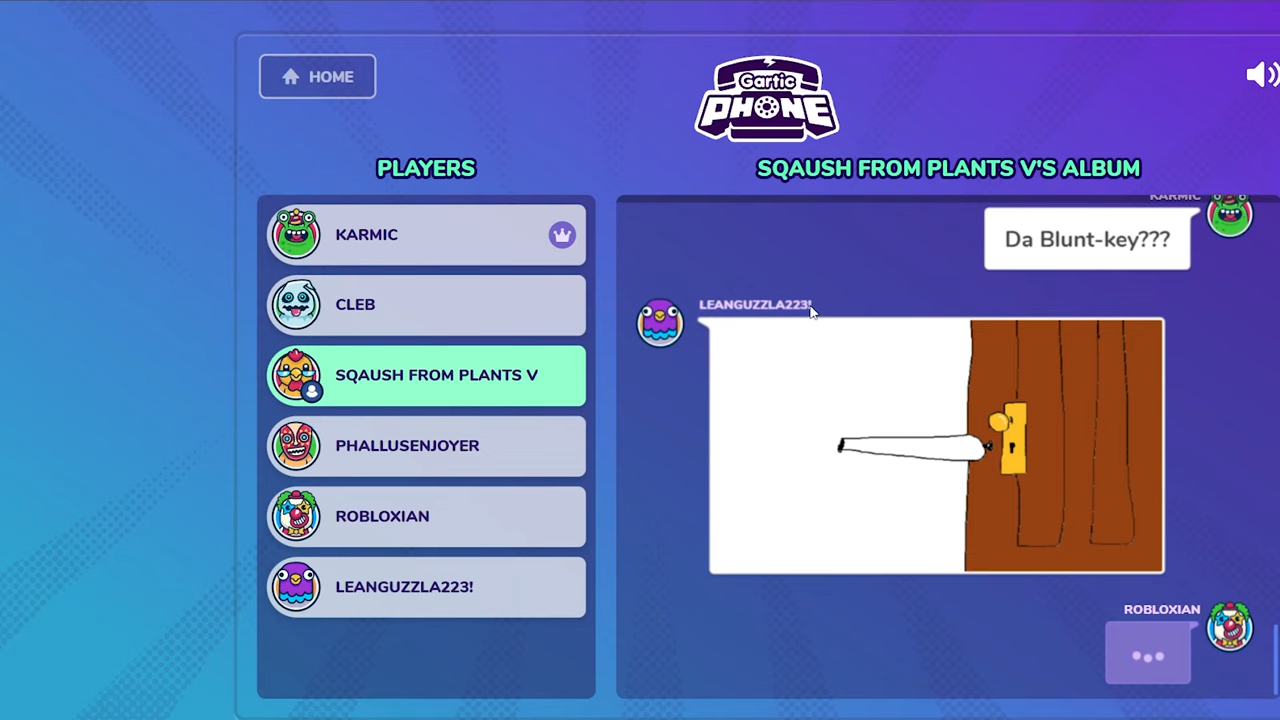 HOME
Gartic
PHONE
PLAYERS
SQAUSH FROM PLANTS V'S ALBUM
KARMIC
CLEB
SQAUSH FROM PLANTS V
PHALLUSENJOYER
ROBLOXIAN
LEANGUZZLA223!
KARMIC
Da Blunt-key???
LEANGUZZLA223!
ROBLOXIAN